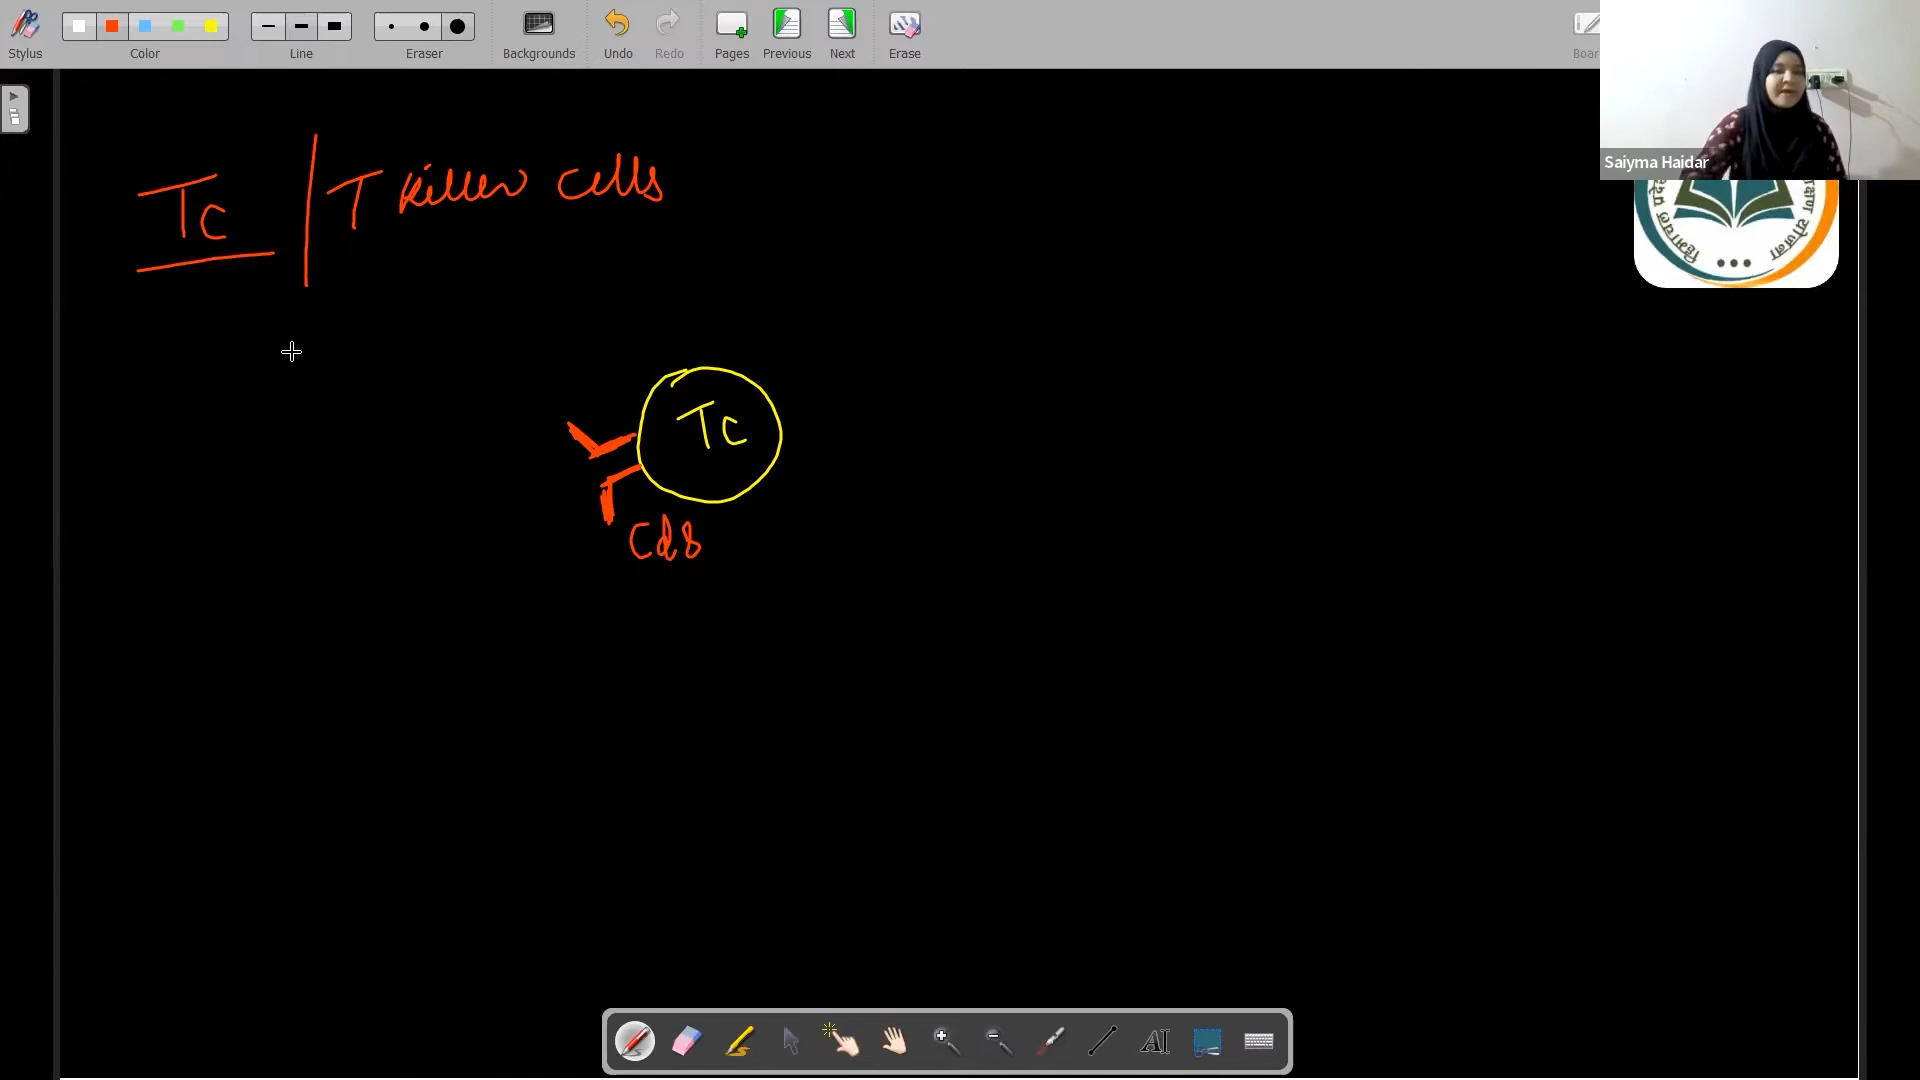 Stylus
Color
Line
Eraser
Backgrounds
Undo
Redo
Pages
Previous
Next
Erase
Saiyma Haidar
Tc
T killer cells
Tc
Cd8